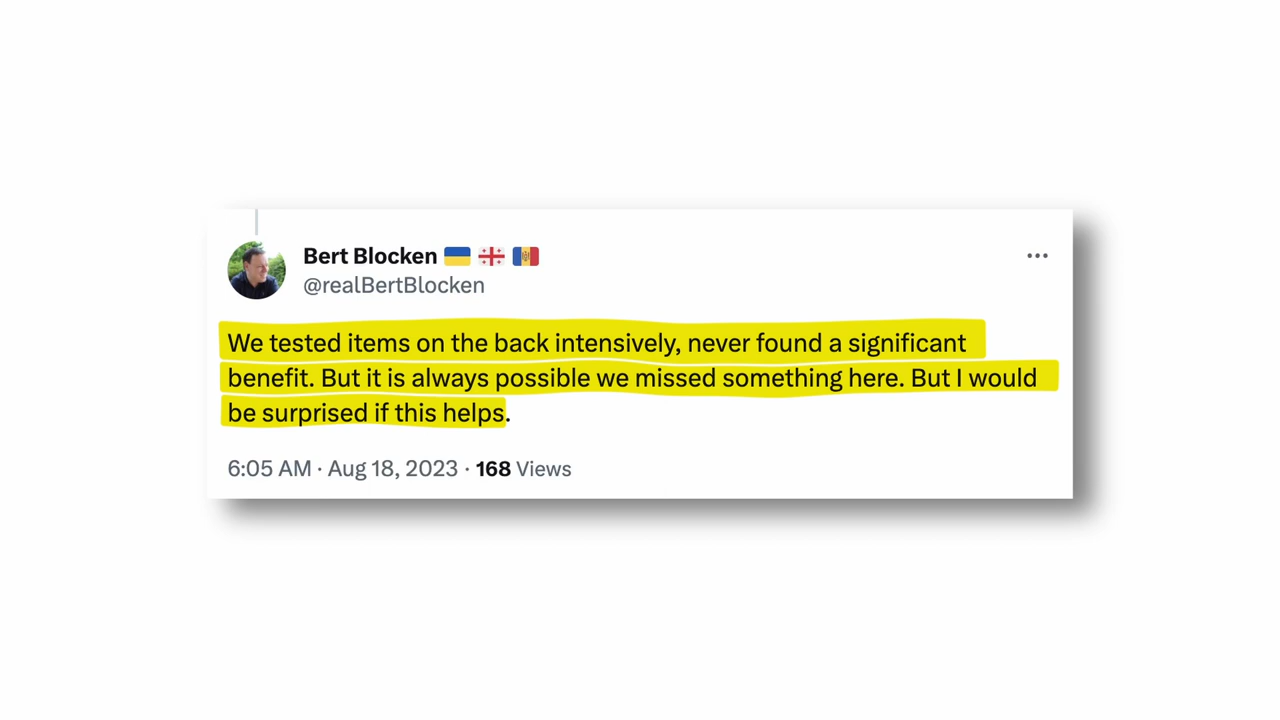 Bert Blocken 🇺🇦 🇬🇪 🇲🇩
@realBertBlocken
We tested items on the back intensively, never found a significant
benefit. But it is always possible we missed something here. But I would
be surprised if this helps.
6:05 AM · Aug 18, 2023 · 168 Views